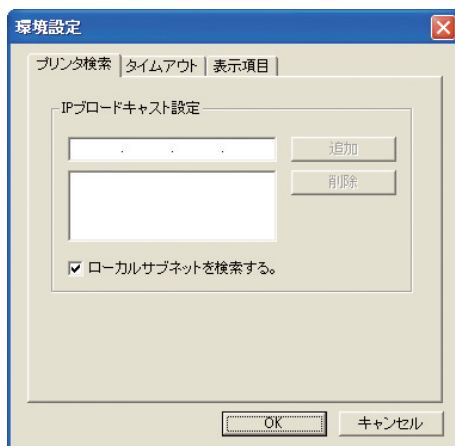 環境設定
プリンタ検索 タイムアウト 表示項目
IPブロードキャスト設定
. . . 追加
削除
ローカルサブネットを検索する。
OK キャンセル